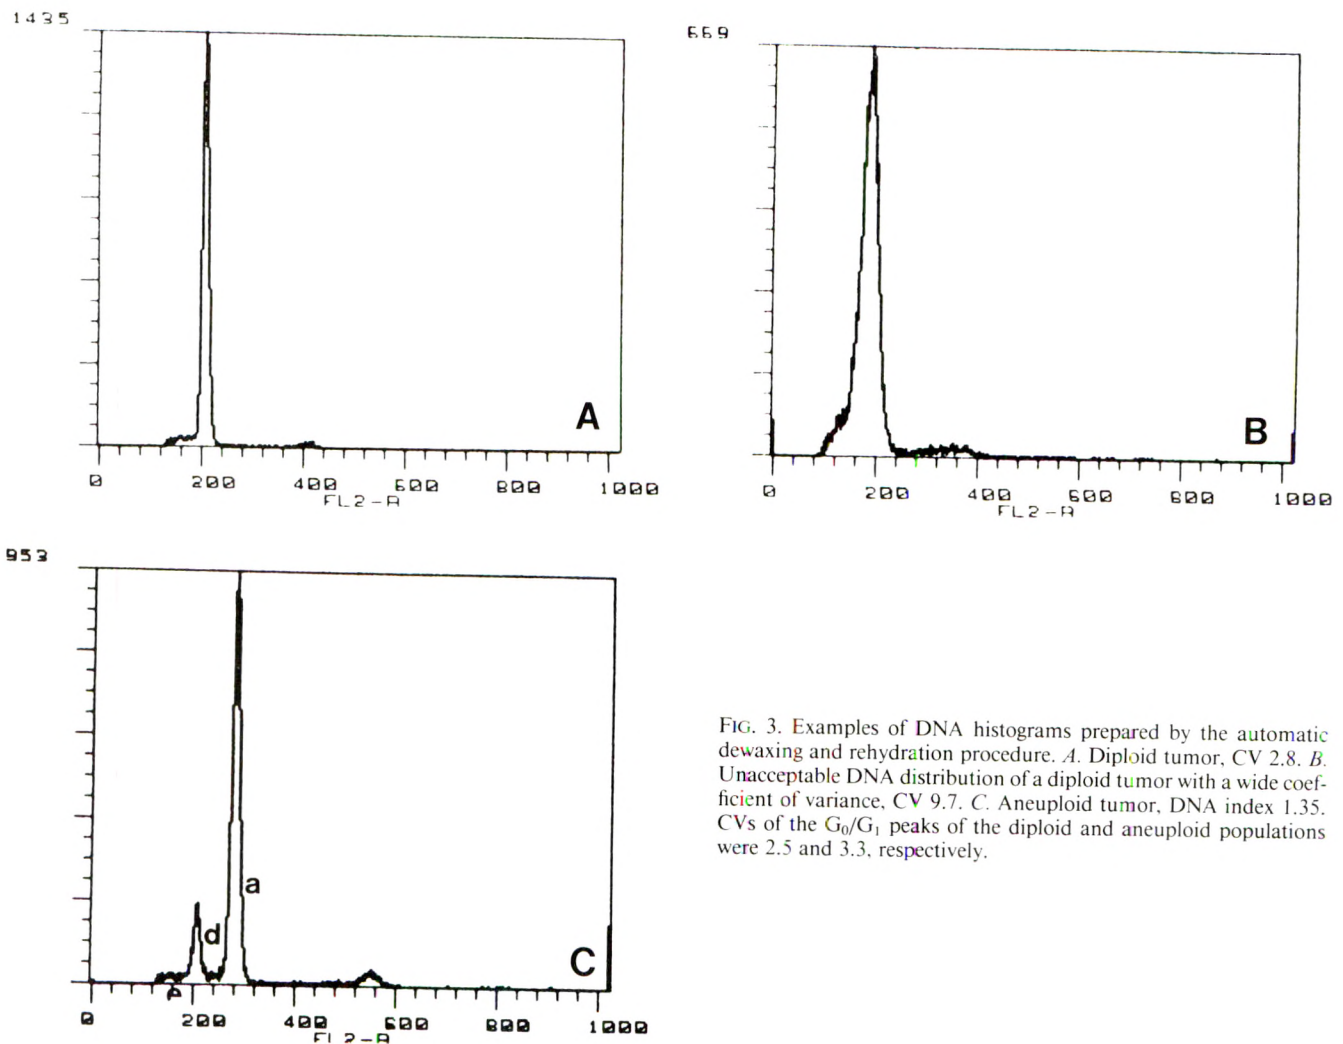 1435
A
0 200 400 600 800 1000
FL2-A
669
B
0 200 400 600 800 1000
FL2-A
953
a
d
C
0 200 400 600 800 1000
FL2-A
FIG. 3. Examples of DNA histograms prepared by the automatic
dewaxing and rehydration procedure. A. Diploid tumor, CV 2.8. B.
Unacceptable DNA distribution of a diploid tumor with a wide coef-
ficient of variance, CV 9.7. C. Aneuploid tumor, DNA index 1.35.
CVs of the G₀/G₁ peaks of the diploid and aneuploid populations
were 2.5 and 3.3, respectively.